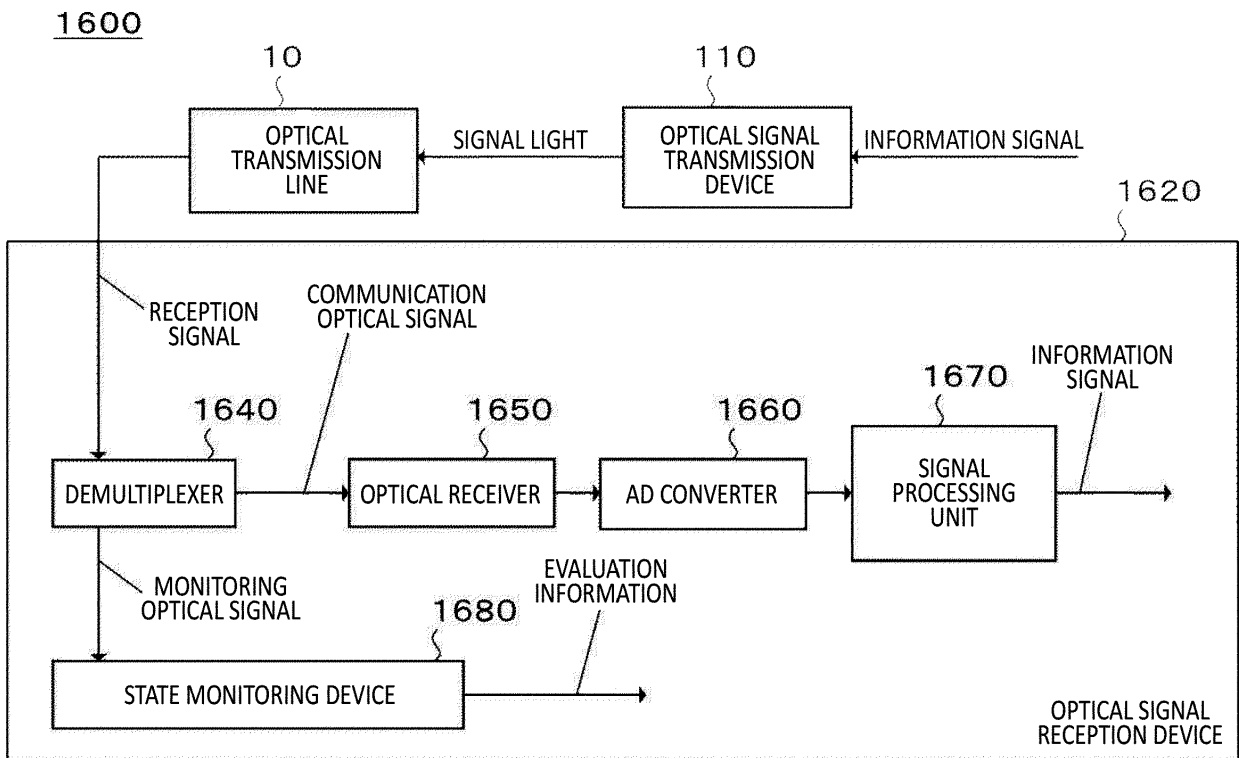 1600
10
110
OPTICAL
TRANSMISSION
LINE
SIGNAL LIGHT
OPTICAL SIGNAL
TRANSMISSION
DEVICE
INFORMATION SIGNAL
1620
RECEPTION
SIGNAL
COMMUNICATION
OPTICAL SIGNAL
INFORMATION
SIGNAL
1640
1650
1660
1670
DEMULTIPLEXER
OPTICAL RECEIVER
AD CONVERTER
SIGNAL
PROCESSING
UNIT
MONITORING
OPTICAL SIGNAL
EVALUATION
INFORMATION
1680
STATE MONITORING DEVICE
OPTICAL SIGNAL
RECEPTION DEVICE